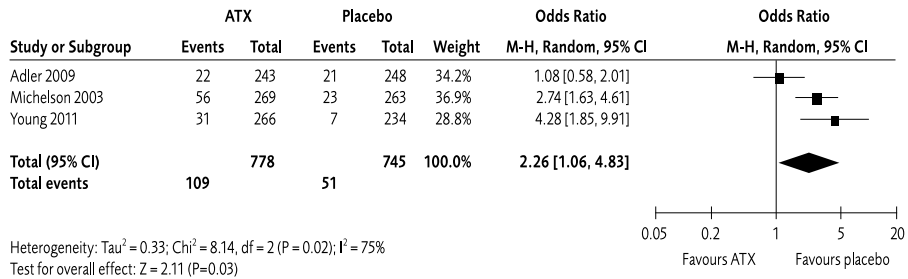 ATX Placebo Odds Ratio Odds Ratio
Study or Subgroup Events Total Events Total Weight M-H, Random, 95% CI M-H, Random, 95% CI
Adler 2009 22 243 21 248 34.2% 1.08 [0.58, 2.01]
Michelson 2003 56 269 23 263 36.9% 2.74 [1.63, 4.61]
Young 2011 31 266 7 234 28.8% 4.28 [1.85, 9.91]
Total (95% CI) 778 745 100.0% 2.26 [1.06, 4.83]
Total events 109 51
0.05 0.2 1 5 20
Heterogeneity: Tau² = 0.33; Chi² = 8.14, df = 2 (P = 0.02); I² = 75%
Favours ATX Favours placebo
Test for overall effect: Z = 2.11 (P=0.03)